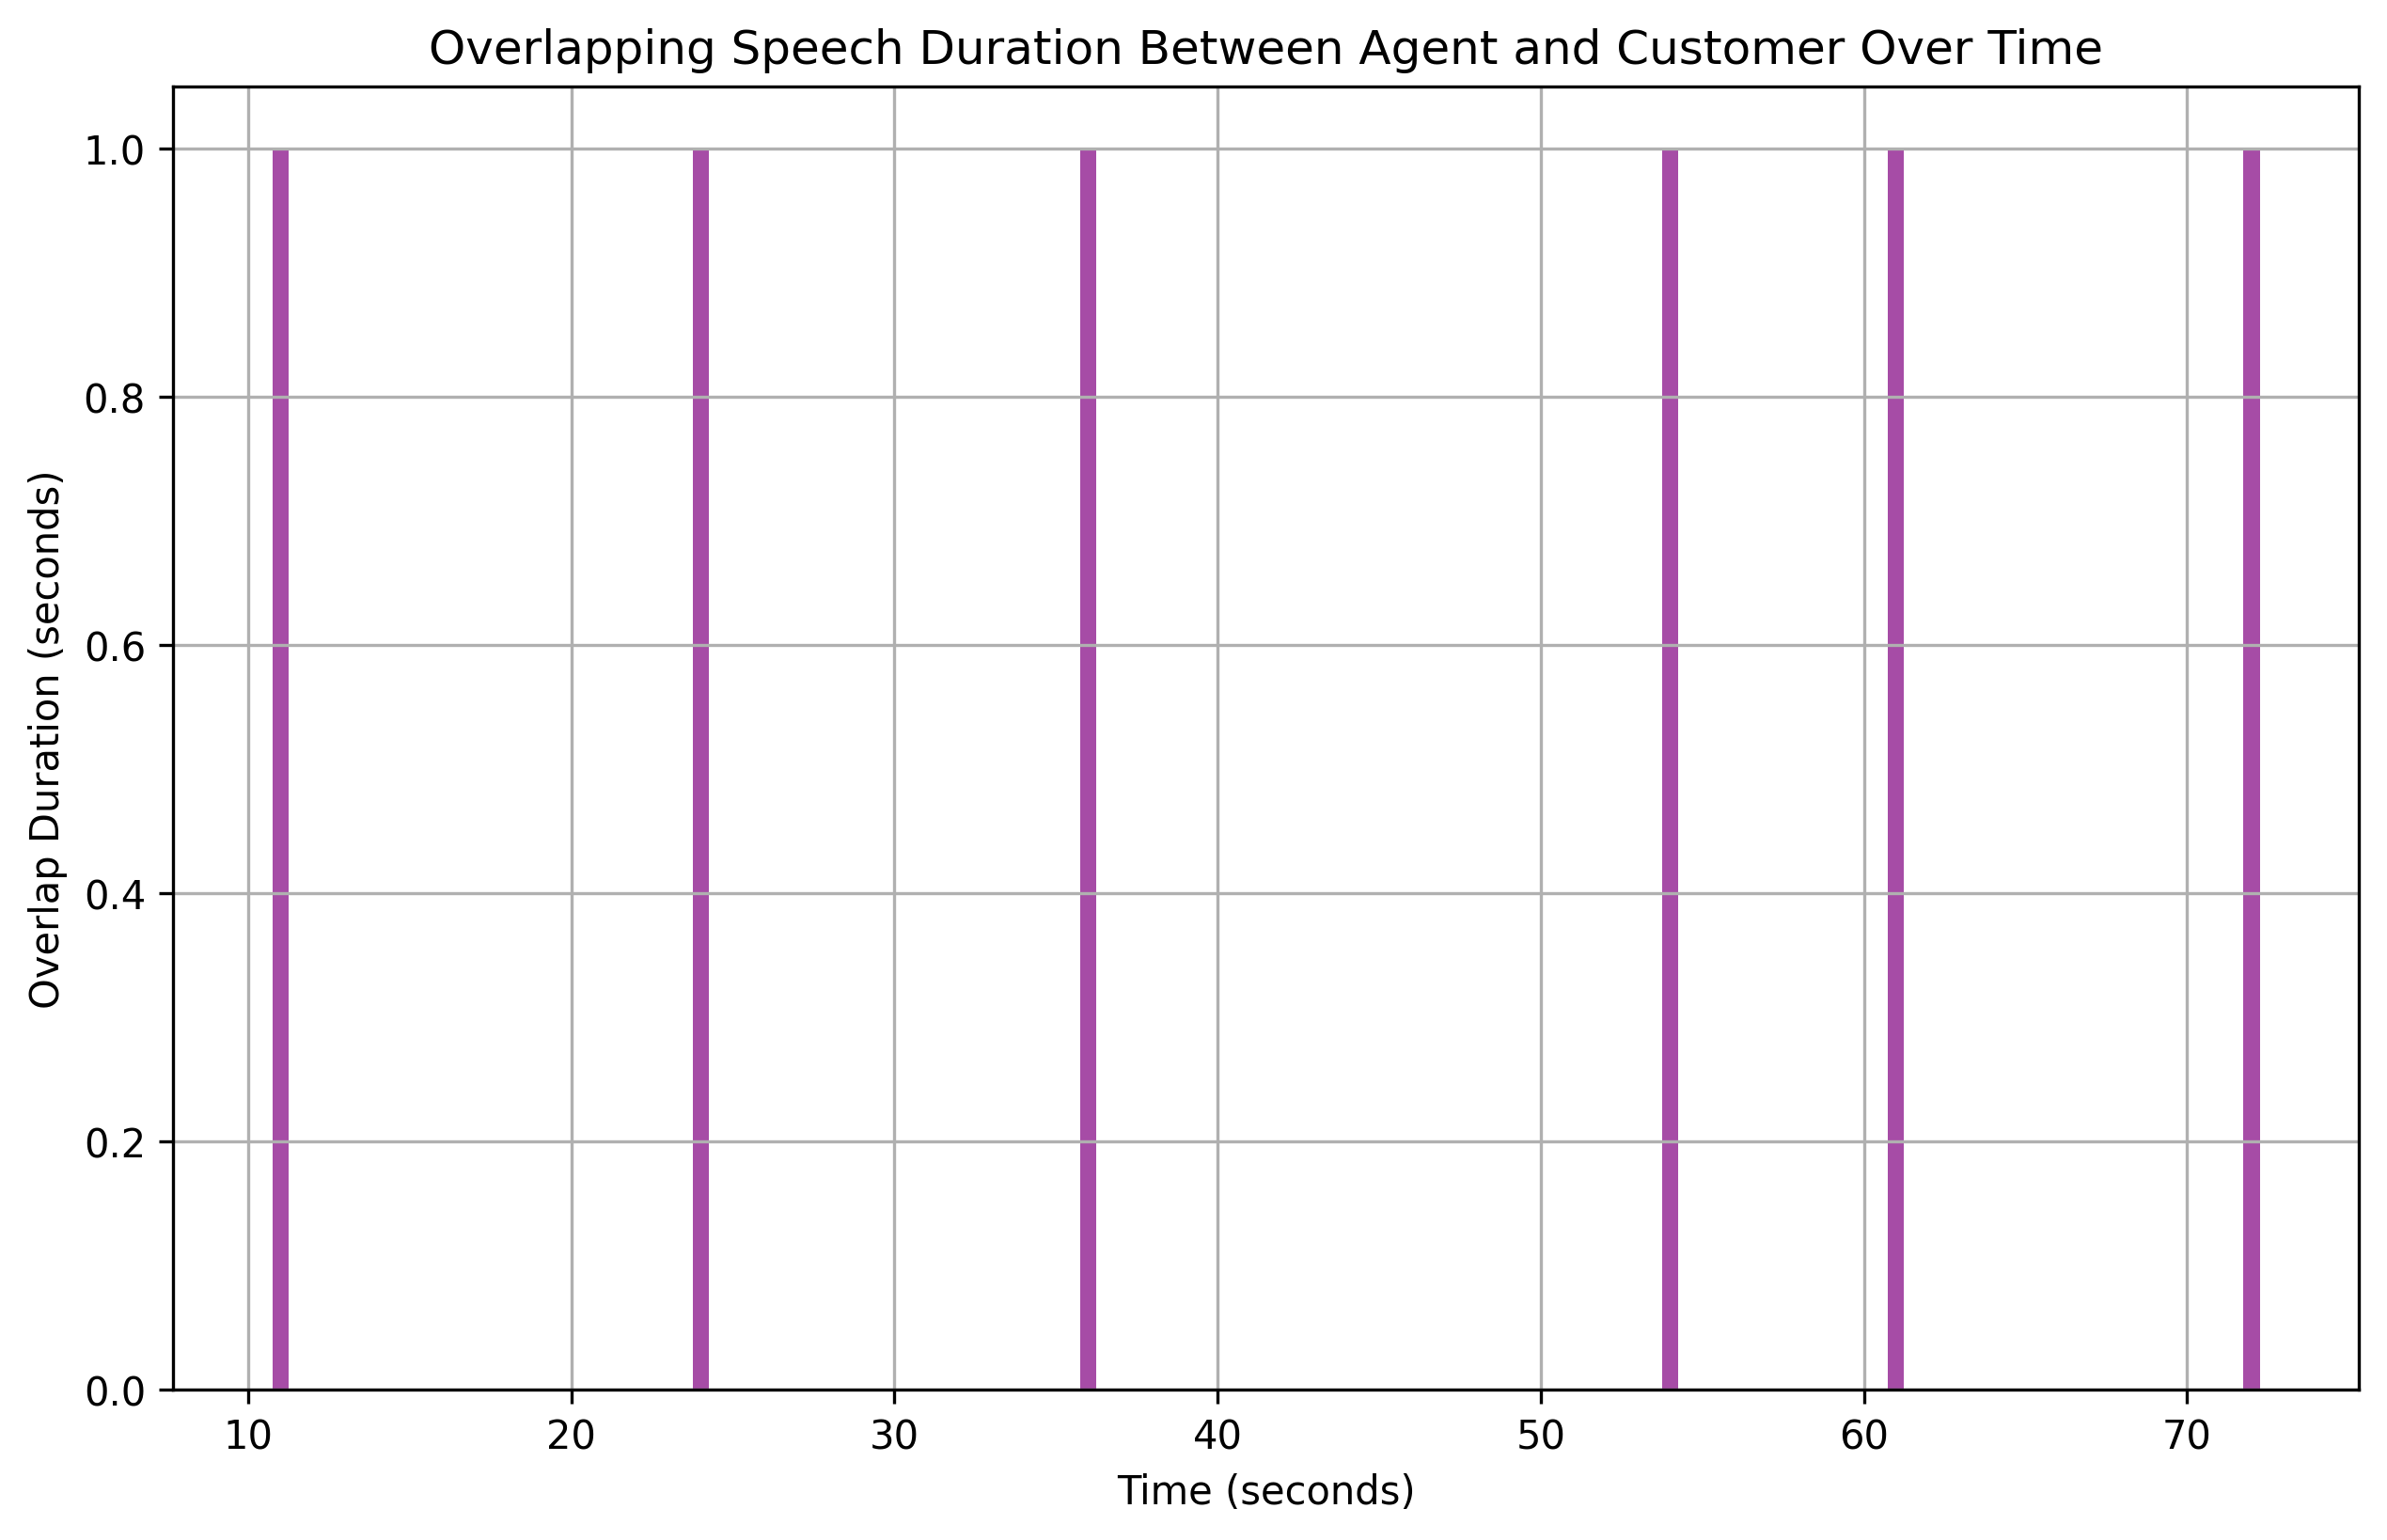 Overlapping Speech Duration Between Agent and Customer Over Time
Overlap Duration (seconds)
1.0
0.8
0.6
0.4
0.2
0.0
10 20 30 40 50 60 70
Time (seconds)